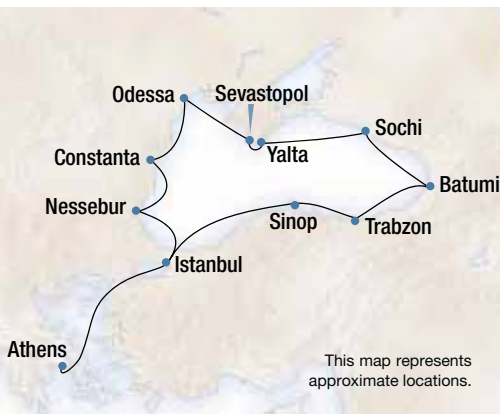 Odessa
Sevastopol
Sochi
Constanta
Yalta
Batumi
Nessebur
Sinop
Trabzon
Istanbul
Athens
This map represents
approximate locations.